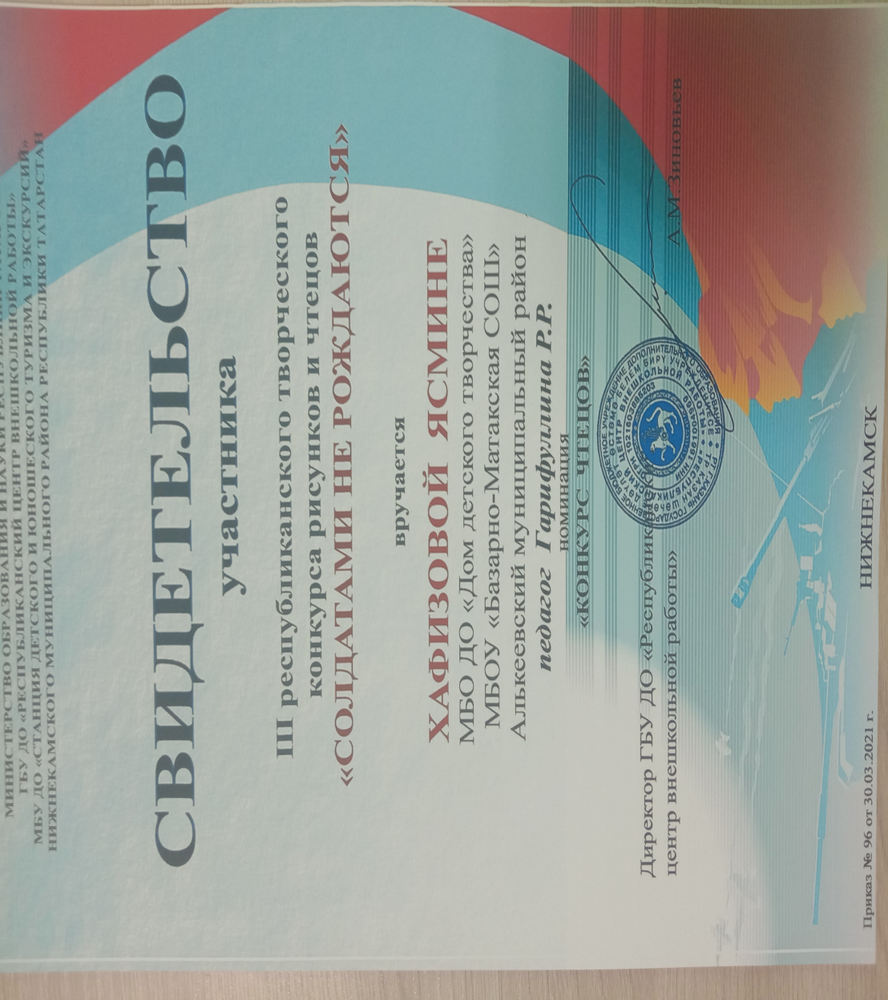 МИНИСТЕРСТВО ОБРАЗОВАНИЯ И НАУКИ
ГБУ ДО «РЕСПУБЛИКАНСКИЙ ЦЕНТР ВНЕШКОЛЬНОЙ РАБОТЫ»
МБУ ДО «СТАНЦИЯ ДЕТСКОГО И ЮНОШЕСКОГО ТУРИЗМА И ЭКСКУРСИЙ»
НИЖНЕКАМСКОГО МУНИЦИПАЛЬНОГО РАЙОНА РЕСПУБЛИКИ ТАТАРСТАН
СВИДЕТЕЛЬСТВО
участника
III республиканского творческого
конкурса рисунков и чтецов
«СОЛДАТАМИ НЕ РОЖДАЮТСЯ»
вручается
ХАФИЗОВОЙ ЯСМИНЕ
МБО ДО «Дом детского творчества»
МБОУ «Базарно-Матакская СОШ»
Алькеевский муниципальный район
педагог Гарифуллина Р.Р.
номинация
«КОНКУРС ЧТЕЦОВ»
Директор ГБУ ДО «Республиканский
центр внешкольной работы»
А.М.Зиновьев
Приказ № 96 от 30.03.2021 г.
НИЖНЕКАМСК